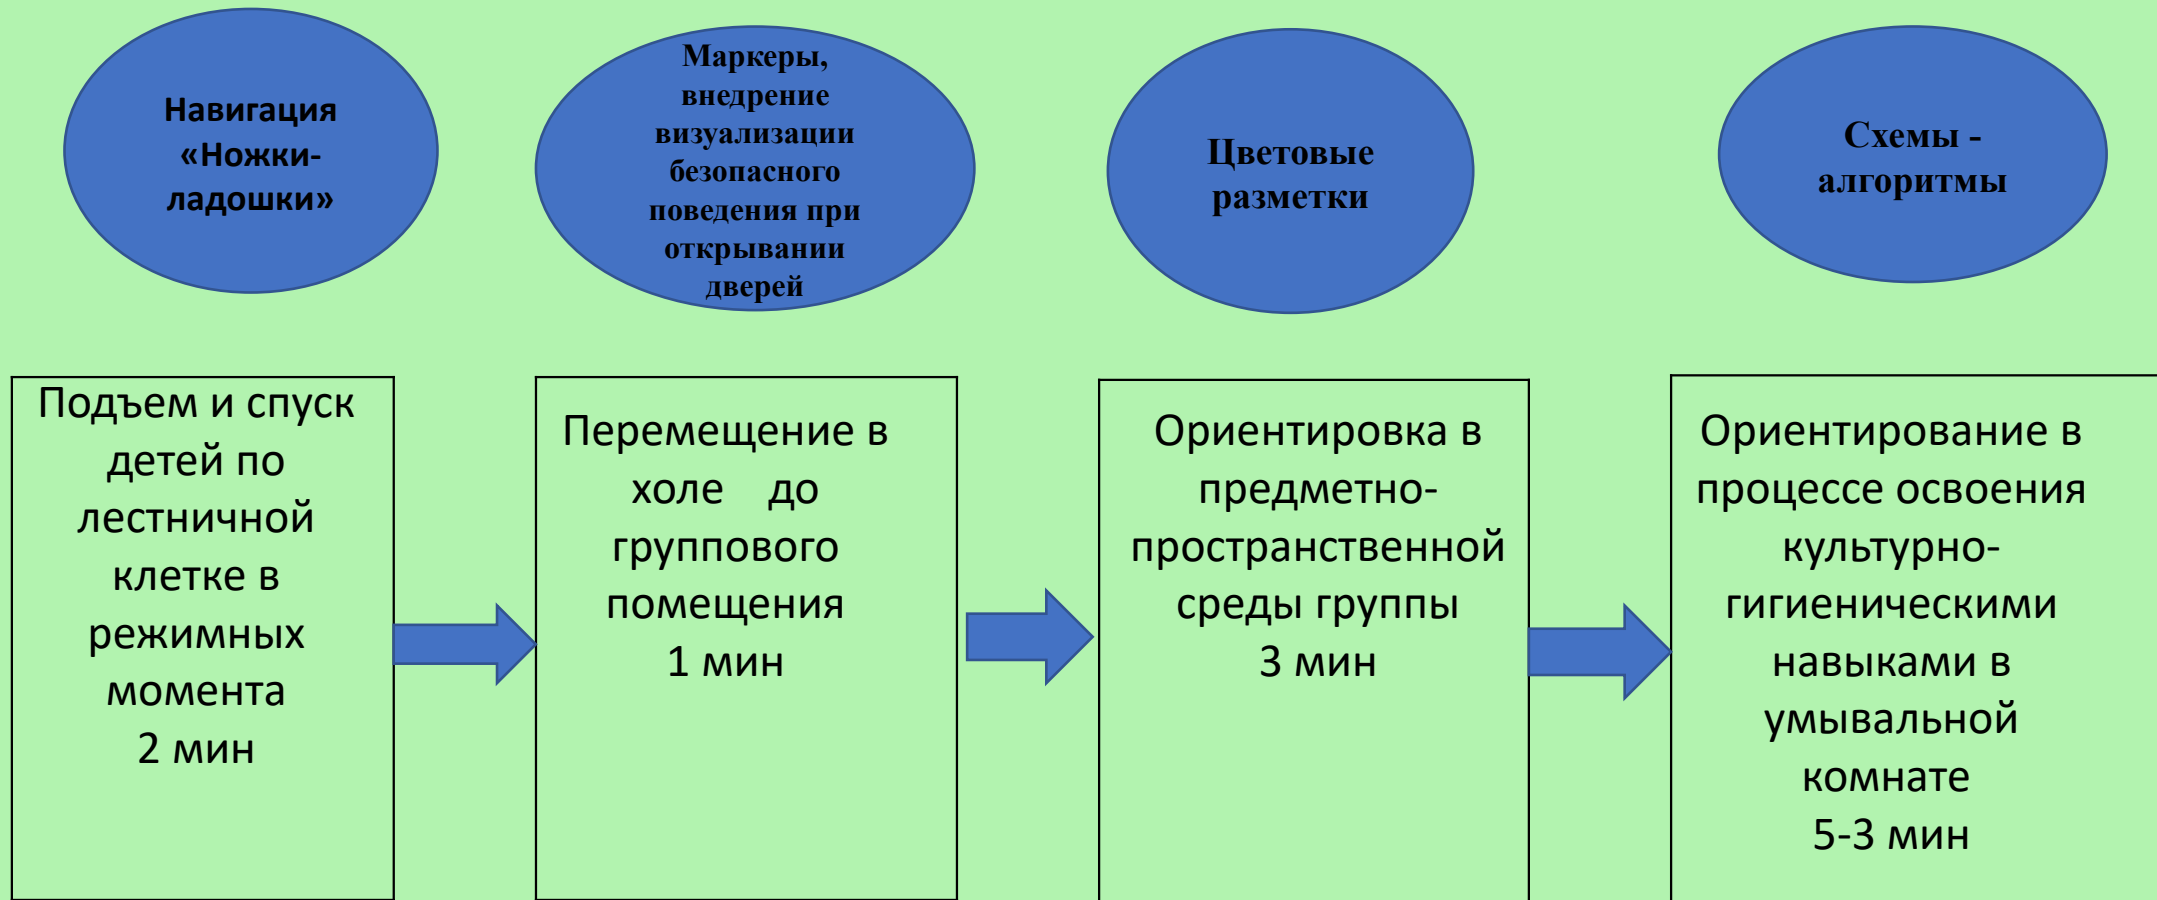 Навигация
«Ножки-
ладошки»
Маркеры,
внедрение
визуализации
безопасного
поведения при
открывании
дверей
Цветовые
разметки
Схемы -
алгоритмы
Подъем и спуск
детей по
лестничной
клетке в
режимных
момента
2 мин
Перемещение в
холе до
группового
помещения
1 мин
Ориентировка в
предметно-
пространственной
среды группы
3 мин
Ориентирование в
процессе освоения
культурно-
гигиеническими
навыками в
умывальной
комнате
5-3 мин